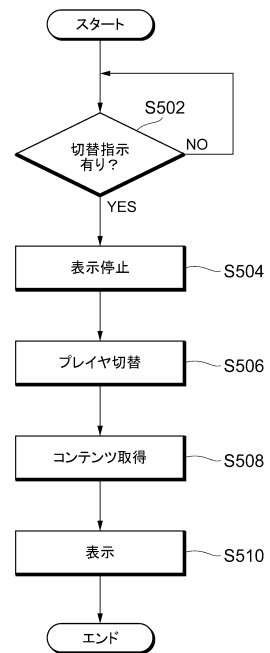 スタート
S502
切替指示
有り？
NO
YES
表示停止
S504
プレイヤ切替
S506
コンテンツ取得
S508
表示
S510
エンド